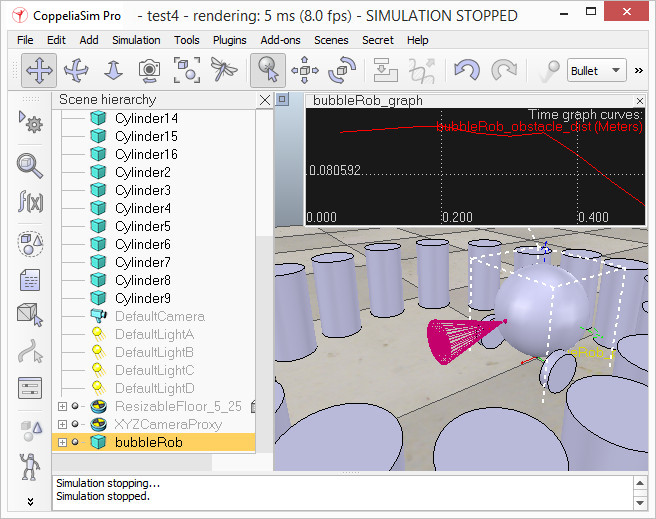 CoppeliaSim Pro - test4 - rendering: 5 ms (8.0 fps) - SIMULATION STOPPED
File Edit Add Simulation Tools Plugins Add-ons Scenes Secret Help
Bullet
Scene hierarchy
Cylinder14
Cylinder15
Cylinder16
Cylinder2
Cylinder3
Cylinder4
Cylinder5
Cylinder6
Cylinder7
Cylinder8
Cylinder9
DefaultCamera
DefaultLightA
DefaultLightB
DefaultLightC
DefaultLightD
ResizableFloor_5_25
XYZCameraProxy
bubbleRob
bubbleRob_graph
Time graph curves:
bubbleRob_obstacle_dist (Meters)
0.080592
0.000 0.200 0.400
Simulation stopping...
Simulation stopped.